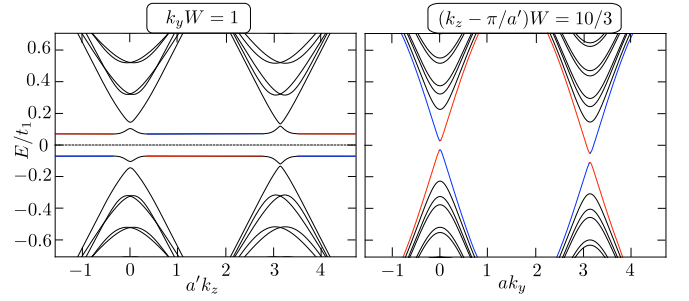 k_yW = 1
(k_z − π/a′)W = 10/3
E/t_1
0.6
0.4
0.2
0
−0.2
−0.4
−0.6
−1 0 1 2 3 4
−1 0 1 2 3 4
a′k_z
ak_y